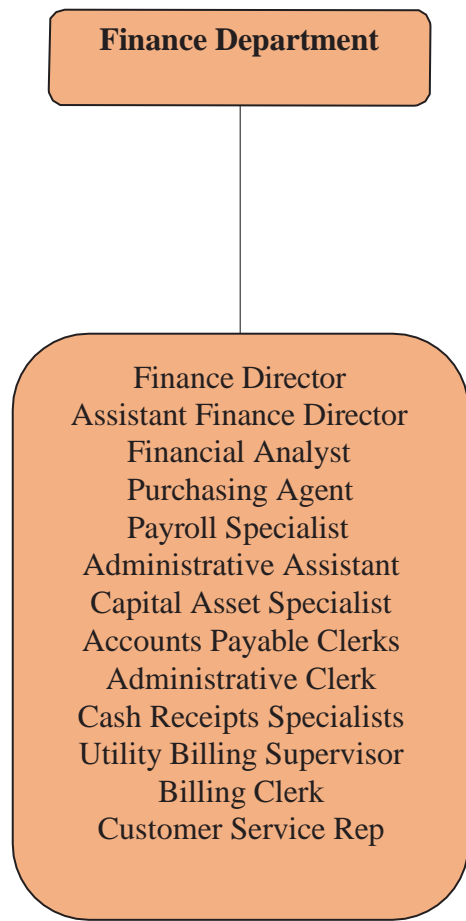 Finance Department
Finance Director
Assistant Finance Director
Financial Analyst
Purchasing Agent
Payroll Specialist
Administrative Assistant
Capital Asset Specialist
Accounts Payable Clerks
Administrative Clerk
Cash Receipts Specialists
Utility Billing Supervisor
Billing Clerk
Customer Service Rep